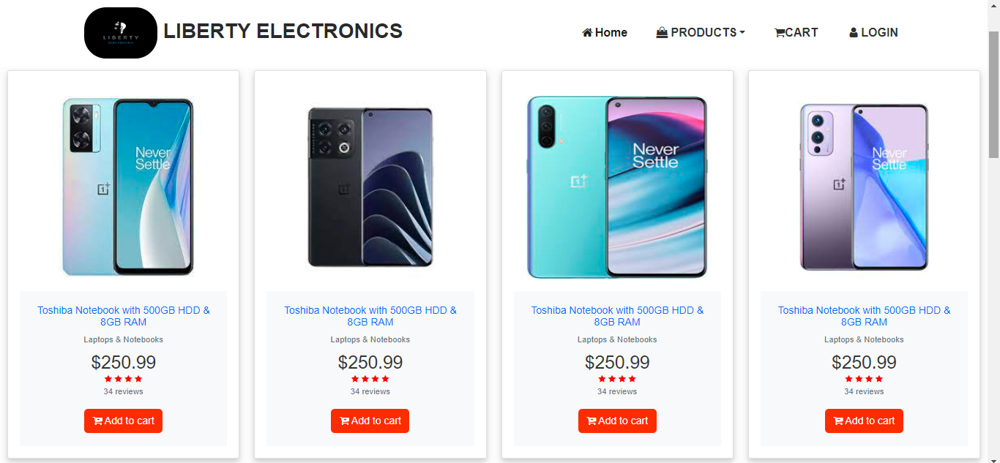 LIBERTY
ELECTRONICS
LIBERTY ELECTRONICS
Home
PRODUCTS
CART
LOGIN
Never
Settle
Never
Settle
Never
Settle
Toshiba Notebook with 500GB HDD &
8GB RAM
Laptops & Notebooks
$250.99
34 reviews
Add to cart
Toshiba Notebook with 500GB HDD &
8GB RAM
Laptops & Notebooks
$250.99
34 reviews
Add to cart
Toshiba Notebook with 500GB HDD &
8GB RAM
Laptops & Notebooks
$250.99
34 reviews
Add to cart
Toshiba Notebook with 500GB HDD &
8GB RAM
Laptops & Notebooks
$250.99
34 reviews
Add to cart